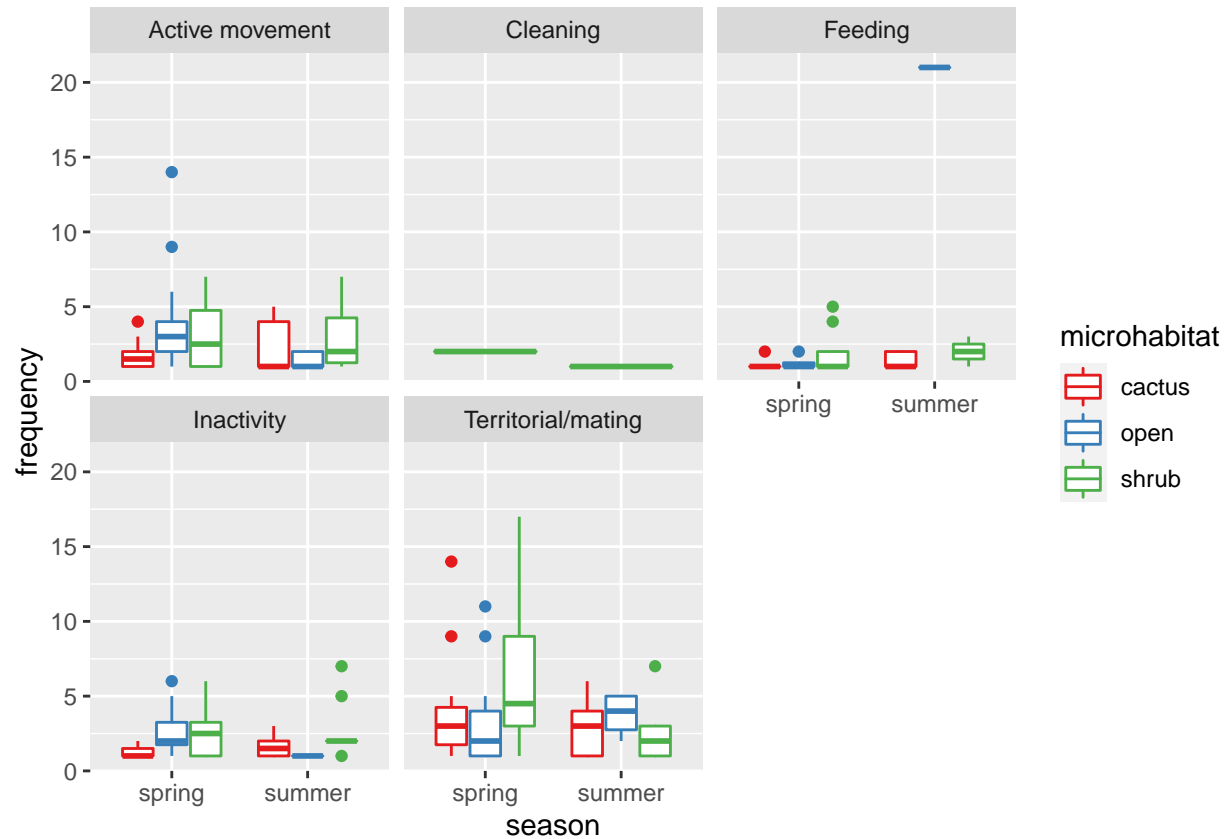 Active movement
Cleaning
Feeding
20
15
10
5
0
spring
summer
Inactivity
Territorial/mating
20
15
10
5
0
spring
summer
spring
summer
frequency
season
microhabitat
cactus
open
shrub